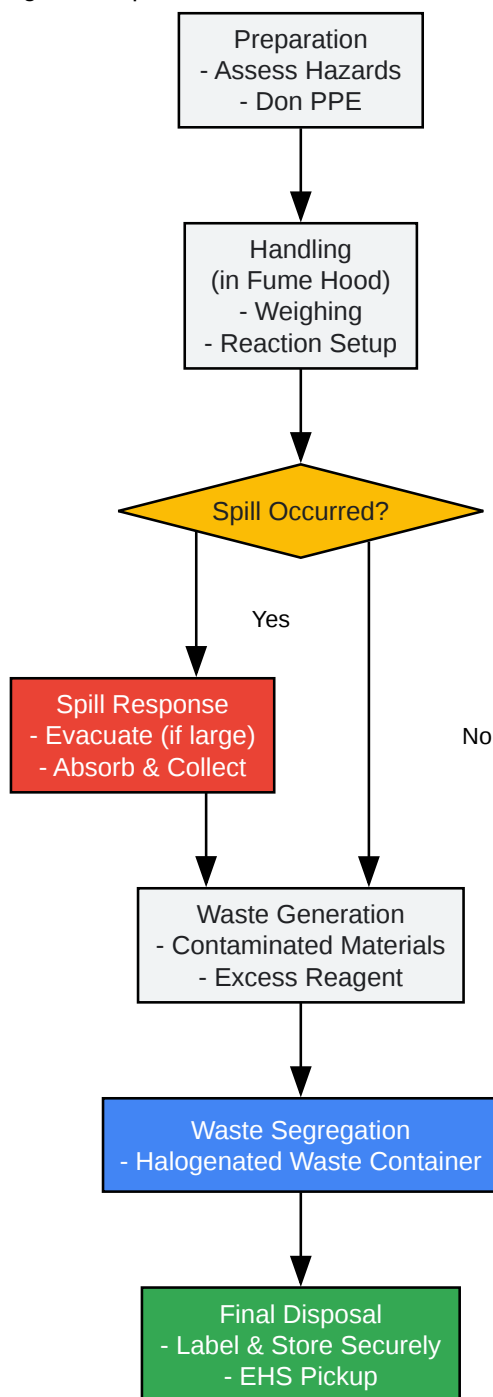 Preparation
- Assess Hazards
- Don PPE
Handling
(in Fume Hood)
- Weighing
- Reaction Setup
Spill Occurred?
Yes
Spill Response
- Evacuate (if large)
- Absorb & Collect
No
Waste Generation
- Contaminated Materials
- Excess Reagent
Waste Segregation
- Halogenated Waste Container
Final Disposal
- Label & Store Securely
- EHS Pickup